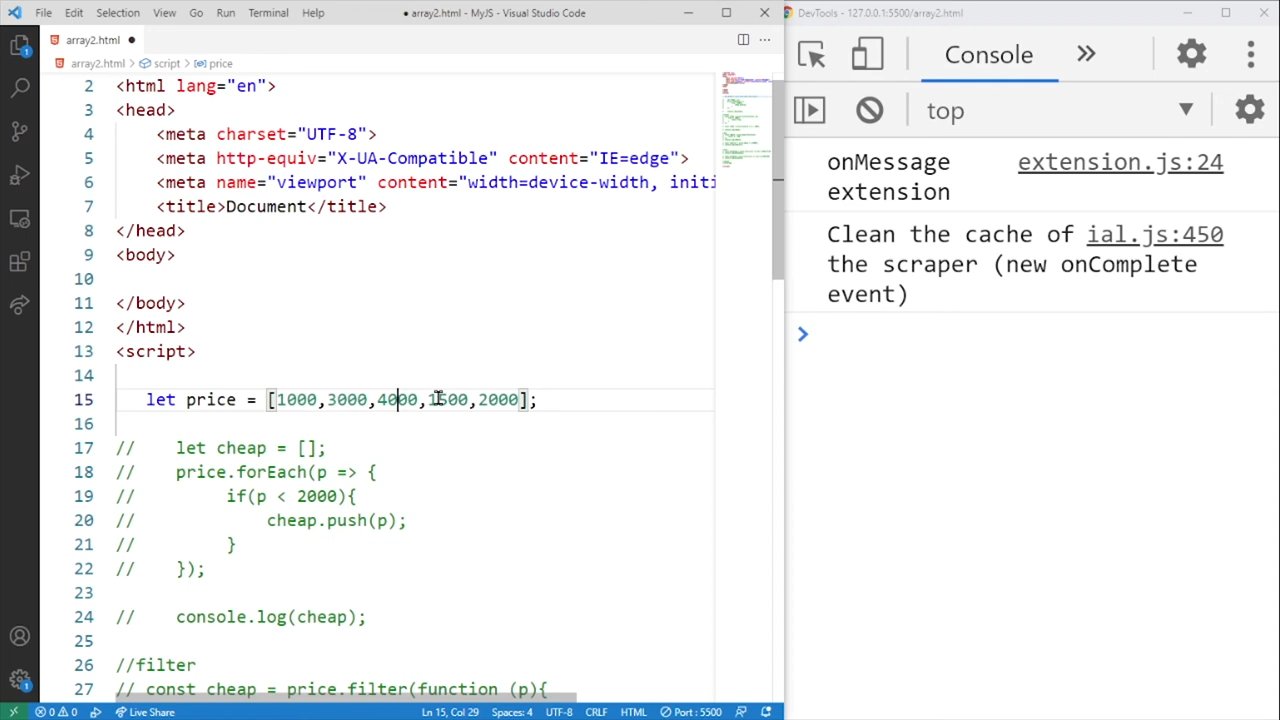 File Edit Selection View Go Run Terminal Help ● array2.html - MyJS - Visual Studio Code
array2.html ●
array2.html > script > price
2 <html lang="en">
3 <head>
4 <meta charset="UTF-8">
5 <meta http-equiv="X-UA-Compatible" content="IE=edge">
6 <meta name="viewport" content="width=device-width, initi
7 <title>Document</title>
8 </head>
9 <body>
10
11 </body>
12 </html>
13 <script>
14
15 let price = [1000,3000,4000,1500,2000];
16
17 // let cheap = [];
18 // price.forEach(p => {
19 // if(p < 2000){
20 // cheap.push(p);
21 // }
22 // });
23
24 // console.log(cheap);
25
26 //filter
27 // const cheap = price.filter(function (p){
0 0 Live Share Ln 15, Col 29 Spaces: 4 UTF-8 CRLF HTML Port : 5500
DevTools - 127.0.0.1:5500/array2.html
Console
top
onMessage extension.js:24
extension
Clean the cache of ial.js:450
the scraper (new onComplete
event)